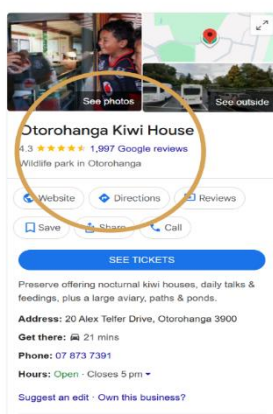 See photos
See outside
Otorohanga Kiwi House
4.3 1,997 Google reviews
Wildlife park in Otorohanga
Website Directions Reviews
Save Share Call
SEE TICKETS
Preserve offering nocturnal kiwi houses, daily talks &
feedings, plus a large aviary, paths & ponds.
Address: 20 Alex Telfer Drive, Otorohanga 3900
Get there: 21 mins
Phone: 07 873 7391
Hours: Open · Closes 5 pm
Suggest an edit · Own this business?